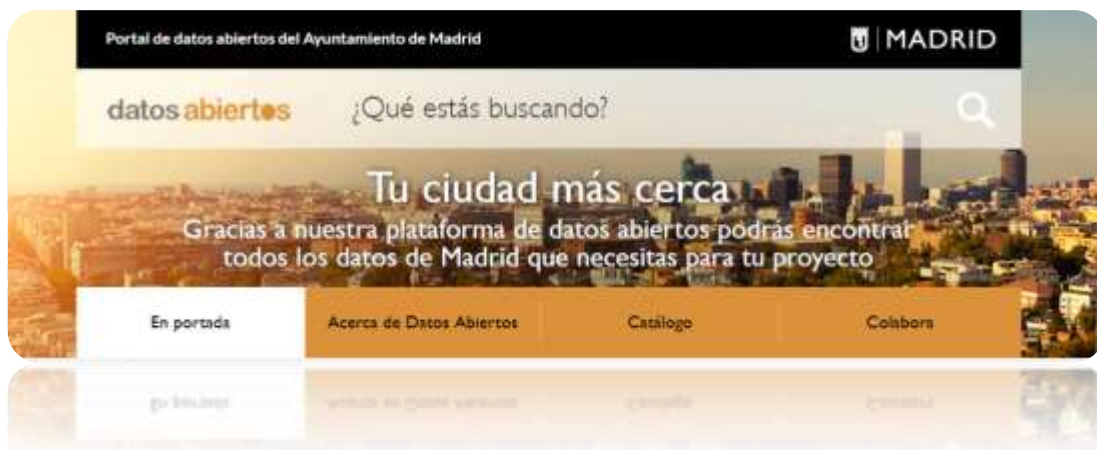 Portal de datos abiertos del Ayuntamiento de Madrid
MADRID
datos abiertos
¿Qué estás buscando?
Tu ciudad más cerca
Gracias a nuestra plataforma de datos abiertos podrás encontrar
todos los datos de Madrid que necesitas para tu proyecto
En portada
Acerca de Datos Abiertos
Catálogo
Colabora